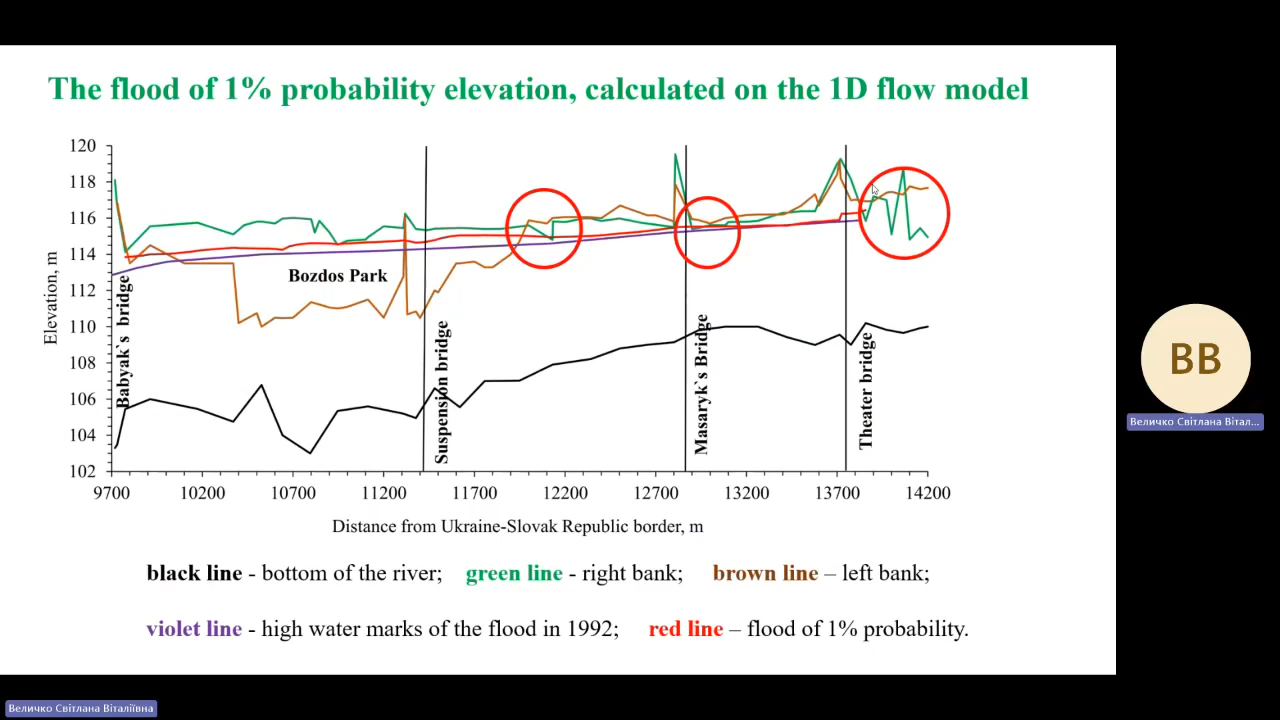 The flood of 1% probability elevation, calculated on the 1D flow model
120
118
116
114
112
110
108
106
104
102
Elevation, m
Bozdos Park
Babyak`s bridge
Suspension bridge
Masaryk`s Bridge
Theater bridge
9700 10200 10700 11200 11700 12200 12700 13200 13700 14200
Distance from Ukraine-Slovak Republic border, m
black line - bottom of the river; green line - right bank; brown line – left bank;
violet line - high water marks of the flood in 1992; red line – flood of 1% probability.
BB
Величко Світлана Вітал...
Величко Світлана Віталіївна